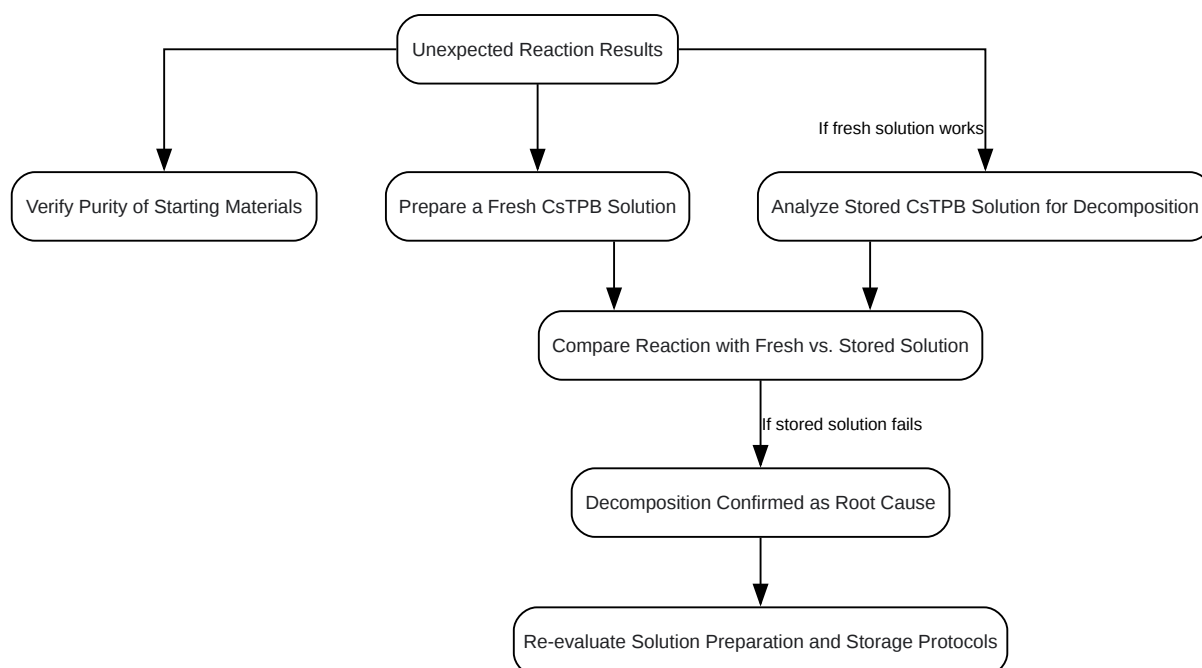 Unexpected Reaction Results
If fresh solution works
Verify Purity of Starting Materials
Prepare a Fresh CsTPB Solution
Analyze Stored CsTPB Solution for Decomposition
Compare Reaction with Fresh vs. Stored Solution
If stored solution fails
Decomposition Confirmed as Root Cause
Re-evaluate Solution Preparation and Storage Protocols